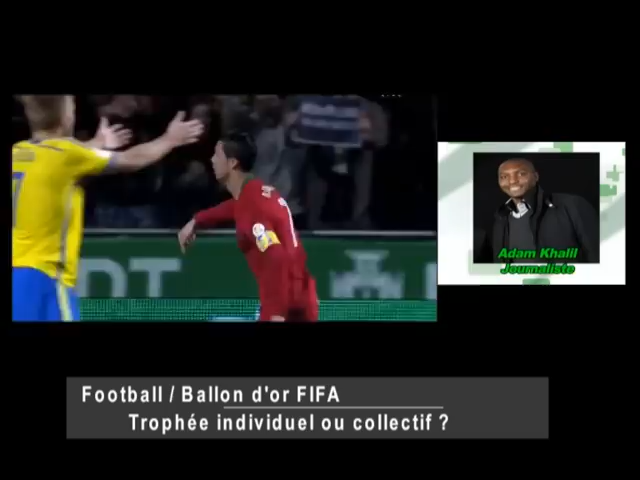 Adam Khalil
Journaliste
Football / Ballon d'or FIFA
Trophée individuel ou collectif ?